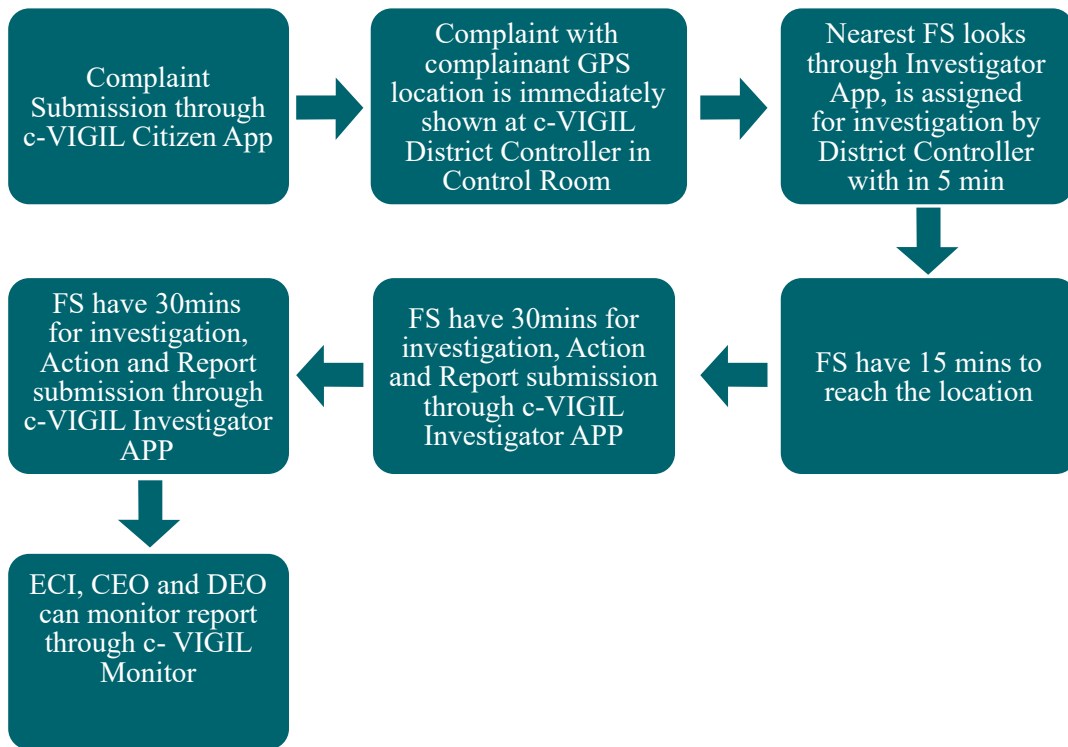 Complaint
Submission through
c-VIGIL Citizen App
Complaint with
complainant GPS
location is immediately
shown at c-VIGIL
District Controller in
Control Room
Nearest FS looks
through Investigator
App, is assigned
for investigation by
District Controller
with in 5 min
FS have 15 mins to
reach the location
FS have 30mins for
investigation, Action
and Report submission
through c-VIGIL
Investigator APP
FS have 30mins
for investigation,
Action and Report
submission through
c-VIGIL Investigator
APP
ECI, CEO and DEO
can monitor report
through c- VIGIL
Monitor